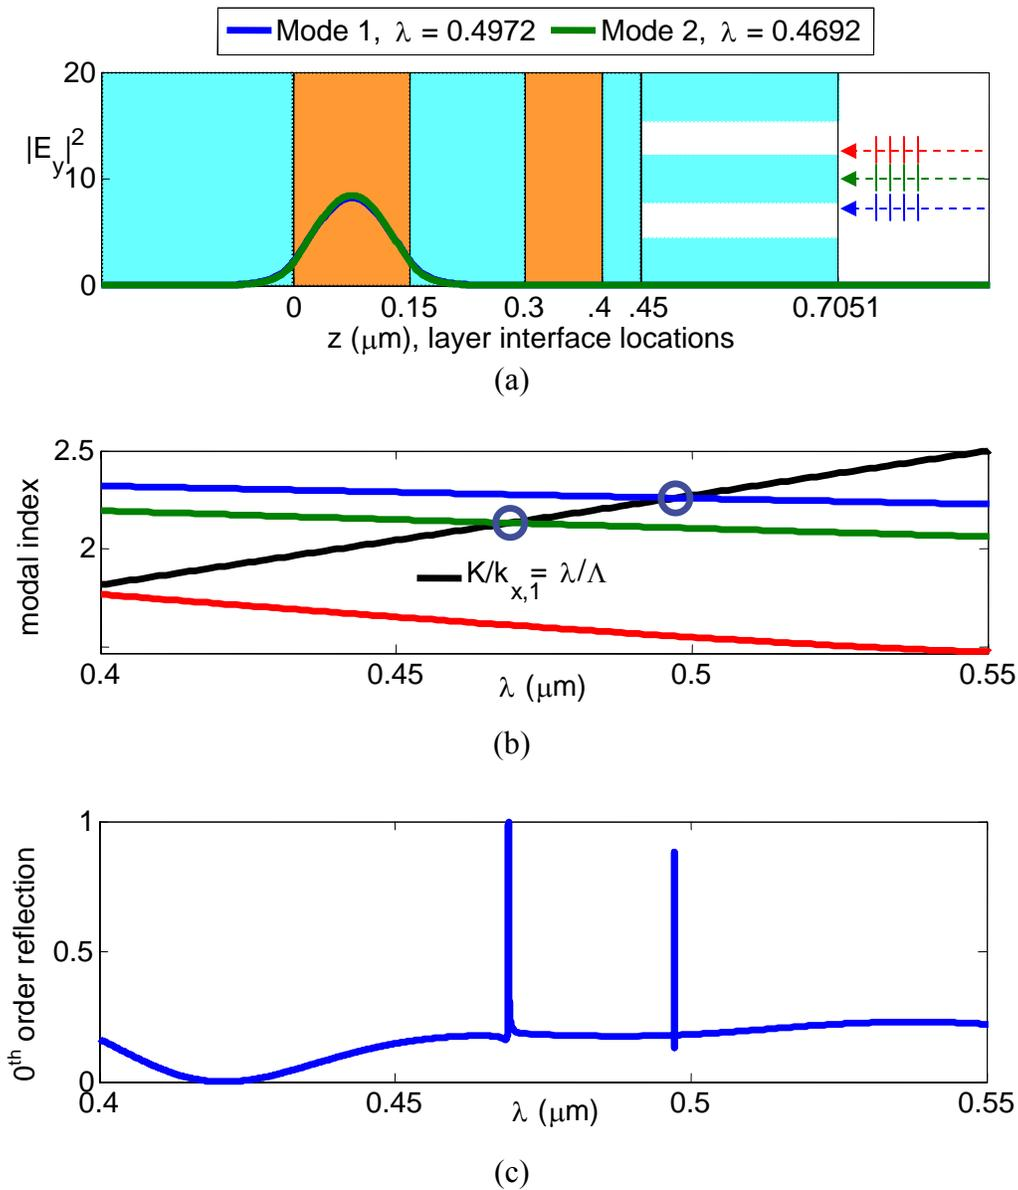 Mode 1, λ = 0.4972 Mode 2, λ = 0.4692
20
|E_y|^2
10
0
0 0.15 0.3 .4 .45 0.7051
z (μm), layer interface locations
(a)
2.5
modal index
2
K/k_x,1 = λ/Λ
0.4 0.45 0.5 0.55
λ (μm)
(b)
1
0th order reflection
0.5
0
0.4 0.45 0.5 0.55
λ (μm)
(c)